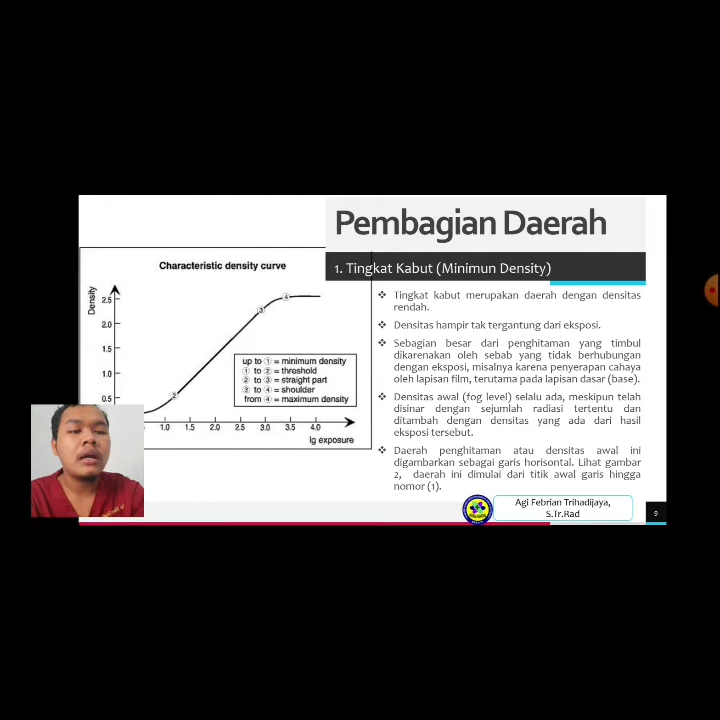 Pembagian Daerah
1. Tingkat Kabut (Minimun Density)
Characteristic density curve
Density
2.5
2.0
1.5
1.0
0.5
1.0 1.5 2.0 2.5 3.0 3.5 4.0
lg exposure
2
3
4
up to 1 = minimum density
1 to 2 = threshold
2 to 3 = straight part
3 to 4 = shoulder
from 4 = maximum density
❖ Tingkat kabut merupakan daerah dengan densitas
rendah.
❖ Densitas hampir tak tergantung dari eksposi.
❖ Sebagian besar dari penghitaman yang timbul
dikarenakan oleh sebab yang tidak berhubungan
dengan eksposi, misalnya karena penyerapan cahaya
oleh lapisan film, terutama pada lapisan dasar (base).
❖ Densitas awal (fog level) selalu ada, meskipun telah
disinar dengan sejumlah radiasi tertentu dan
ditambah dengan densitas yang ada dari hasil
eksposi tersebut.
❖ Daerah penghitaman atau densitas awal ini
digambarkan sebagai garis horisontal. Lihat gambar
2, daerah ini dimulai dari titik awal garis hingga
nomor (1).
Agi Febrian Trihadijaya,
S.Tr.Rad
9